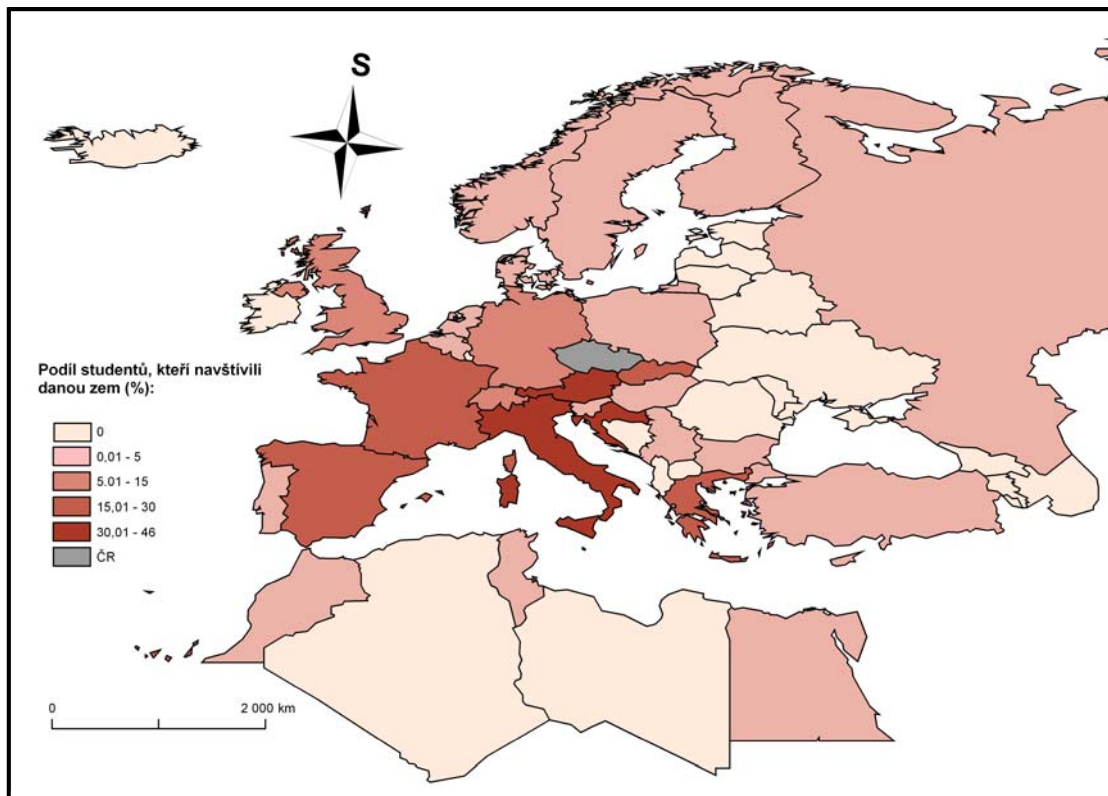 S
Podíl studentů, kteří navštívili
danou zem (%):
0
0,01 - 5
5.01 - 15
15,01 - 30
30,01 - 46
ČR
0 2 000 km